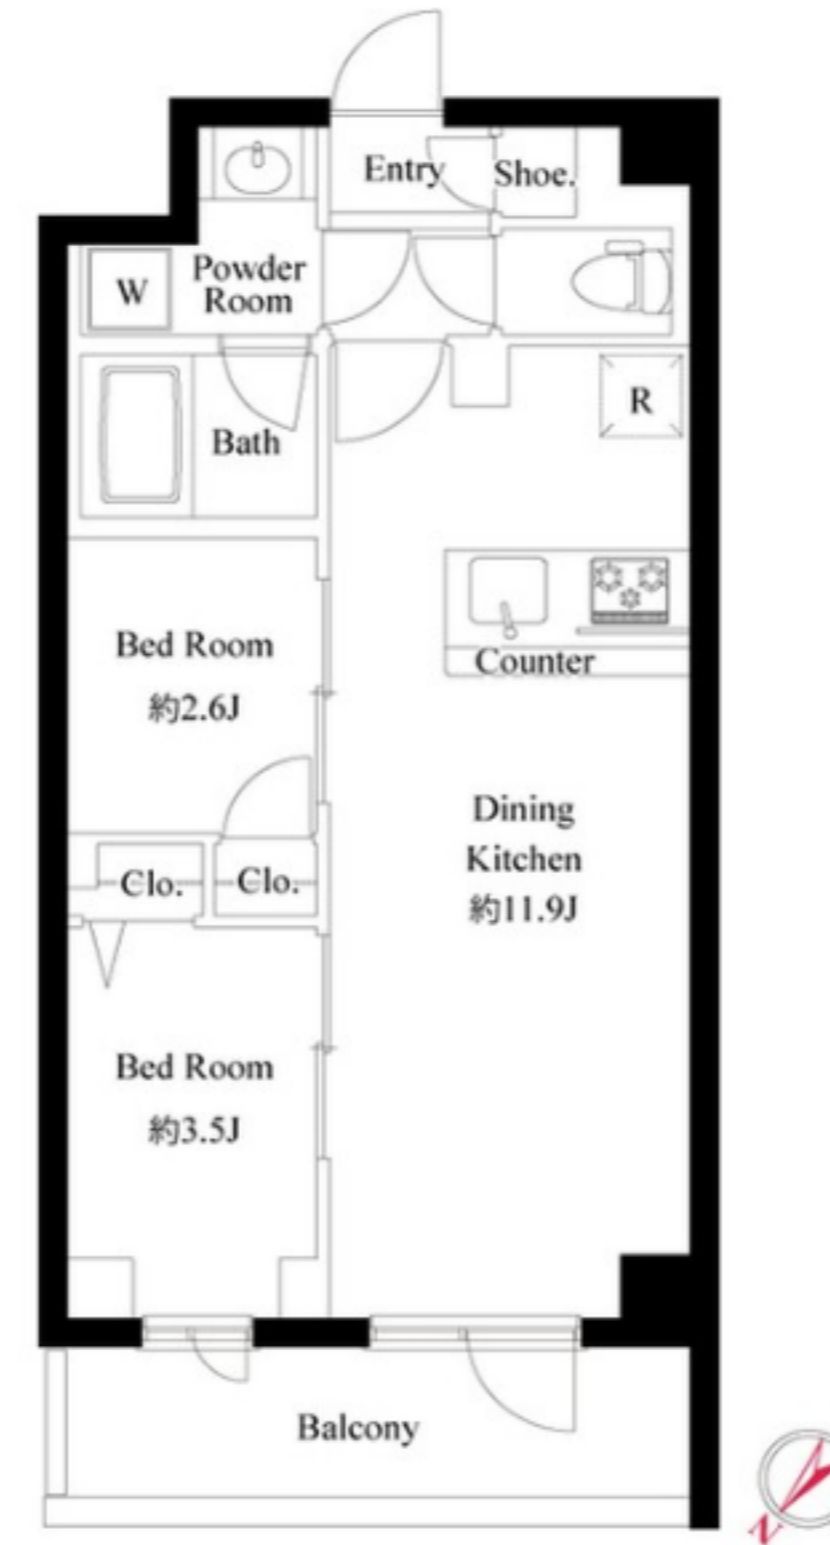 Entry
Shoe.
Powder
Room
W
Bath
R
Counter
Bed Room
約2.6J
Dining
Kitchen
約11.9J
Clo.
Clo.
Bed Room
約3.5J
Balcony
N